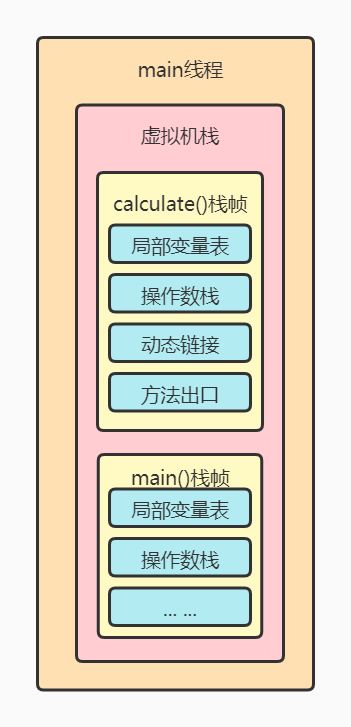 main线程
虚拟机栈
calculate()栈帧
局部变量表
操作数栈
动态链接
方法出口
main()栈帧
局部变量表
操作数栈
... ...